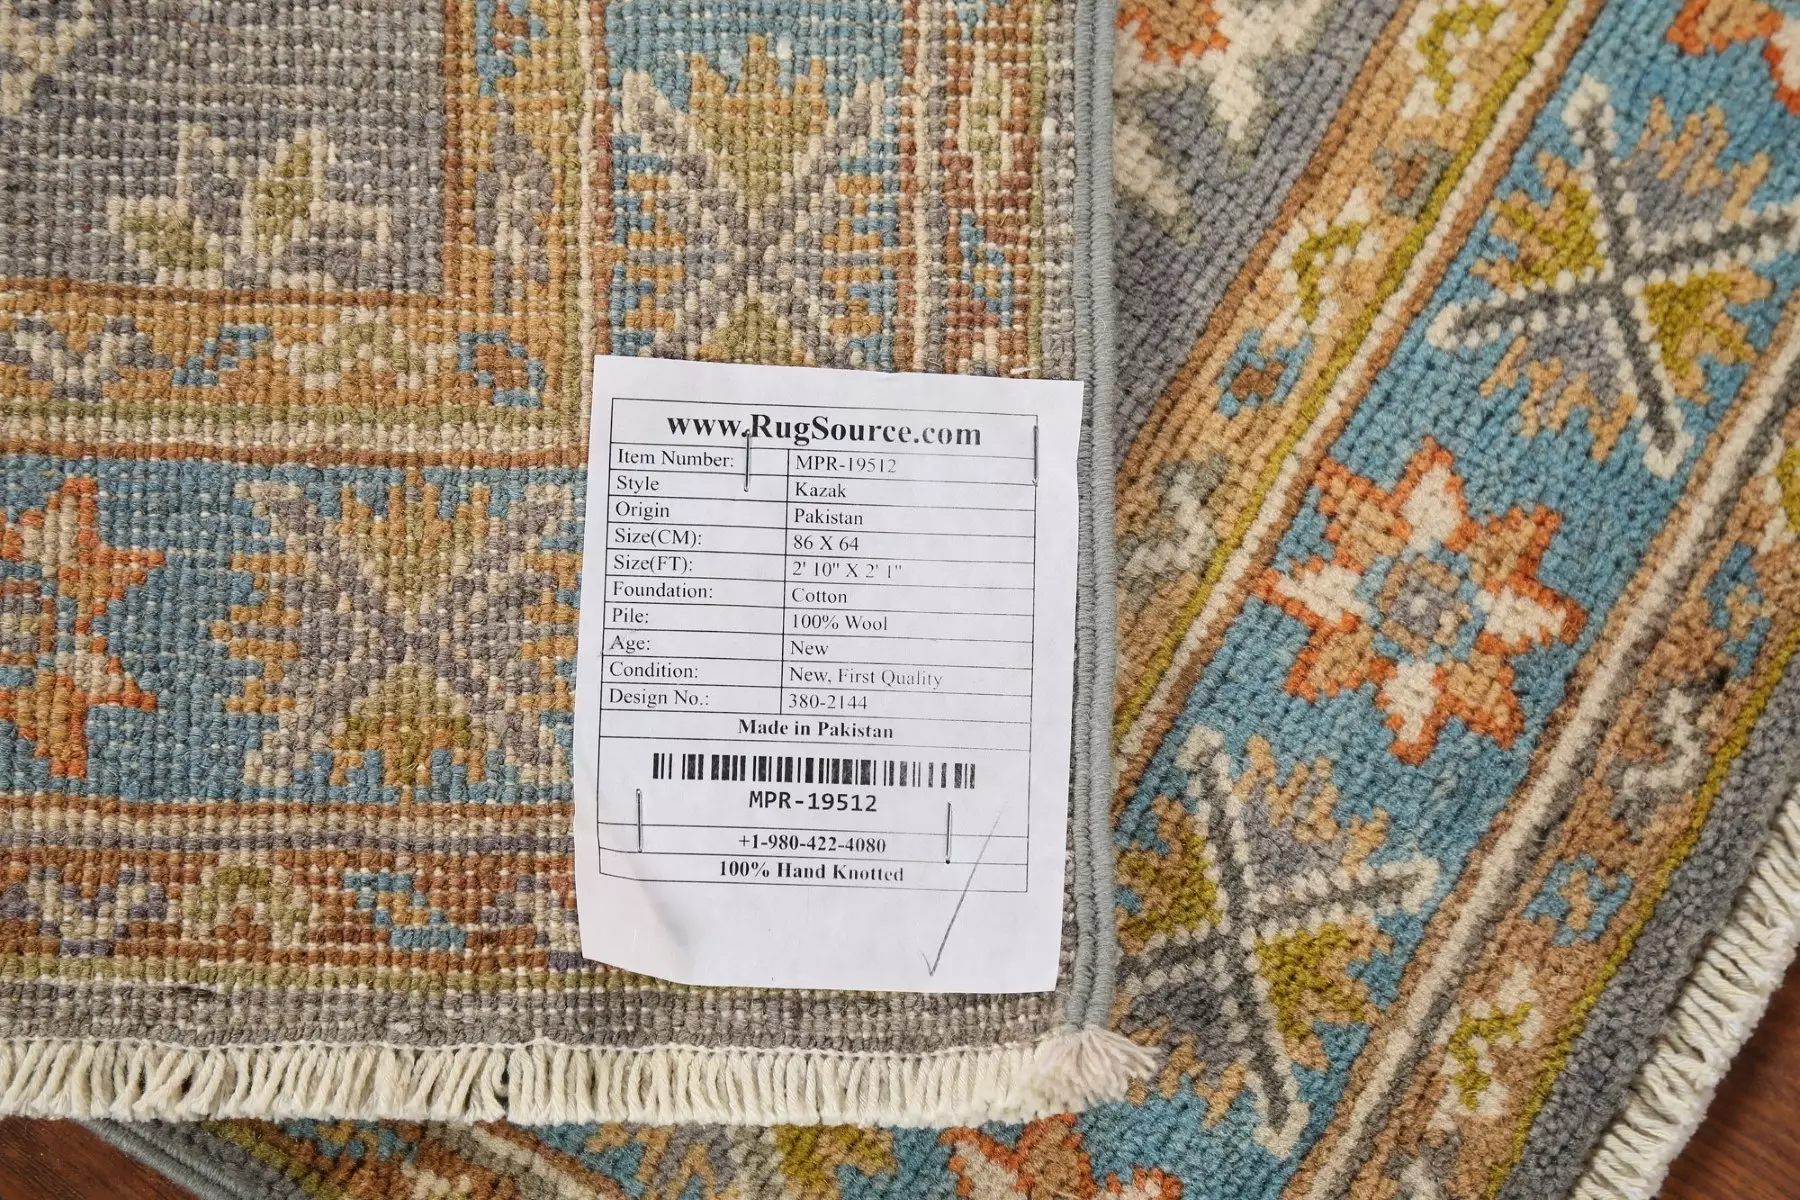 www.RugSource.com
Item Number: MPR-19512
Style Kazak
Origin Pakistan
Size(CM): 86 X 64
Size(FT): 2' 10" X 2' 1"
Foundation: Cotton
Pile: 100% Wool
Age: New
Condition: New, First Quality
Design No.: 380-2144
Made in Pakistan
MPR-19512
+1-980-422-4080
100% Hand Knotted